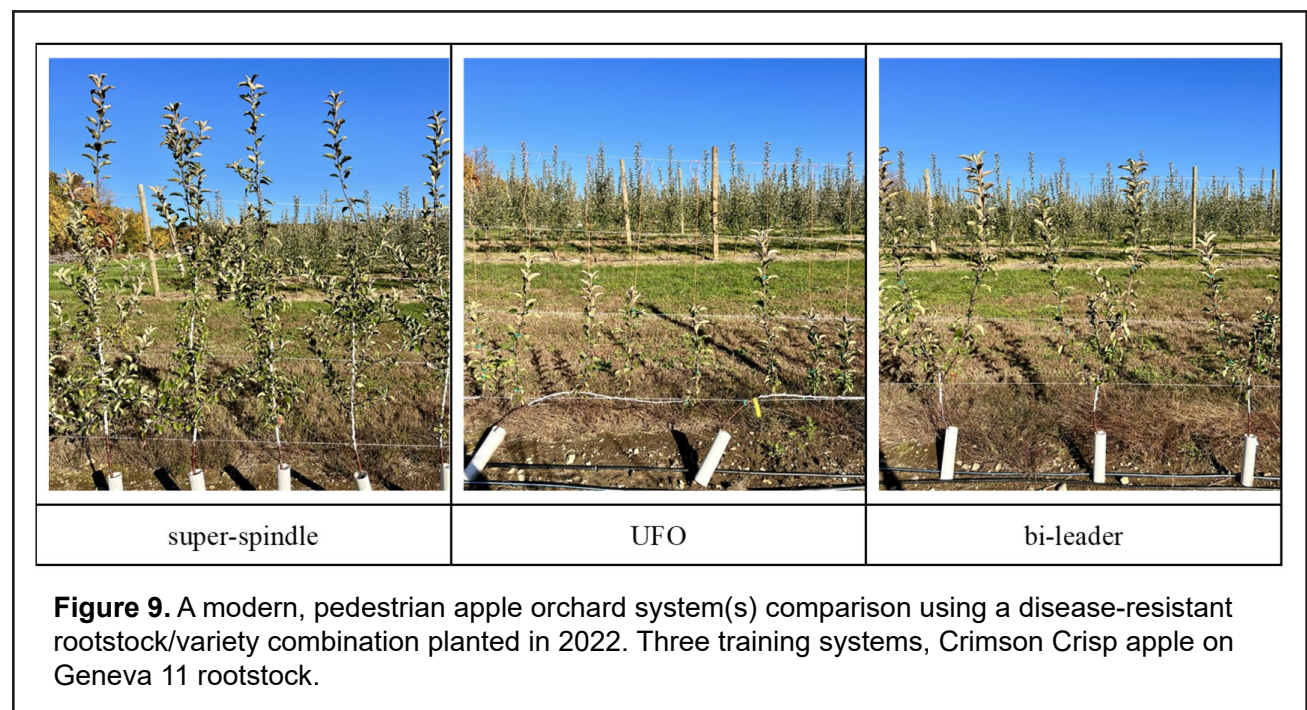 super-spindle
UFO
bi-leader
Figure 9. A modern, pedestrian apple orchard system(s) comparison using a disease-resistant
rootstock/variety combination planted in 2022. Three training systems, Crimson Crisp apple on
Geneva 11 rootstock.